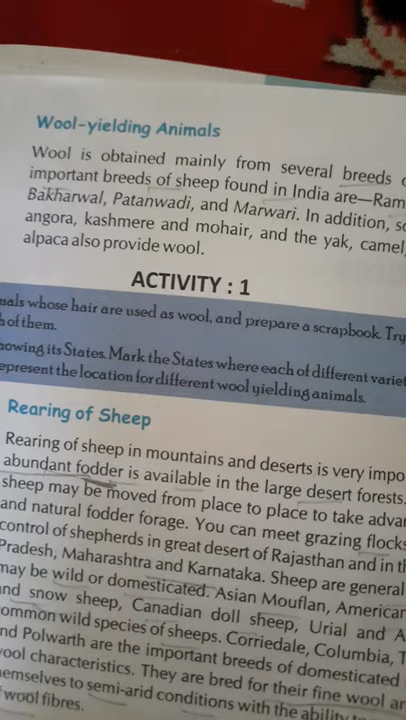 Wool-yielding Animals
Wool is obtained mainly from several breeds
important breeds of sheep found in India are—Ram
Bakharwal, Patanwadi, and Marwari. In addition, so
angora, kashmere and mohair, and the yak, camel,
alpaca also provide wool.
ACTIVITY : 1
mals whose hair are used as wool, and prepare a scrapbook. Try
h of them.
howing its States. Mark the States where each of different variet
epresent the location for different wool yielding animals.
Rearing of Sheep
Rearing of sheep in mountains and deserts is very impo
abundant fodder is available in the large desert forests.
sheep may be moved from place to place to take advan
and natural fodder forage. You can meet grazing flocks
control of shepherds in great desert of Rajasthan and in th
Pradesh, Maharashtra and Karnataka. Sheep are general
may be wild or domesticated. Asian Mouflan, American
and snow sheep, Canadian doll sheep, Urial and A
ommon wild species of sheeps. Corriedale, Columbia, T
nd Polwarth are the important breeds of domesticated
wool characteristics. They are bred for their fine wool an
hemselves to semi-arid conditions with the ability
wool fibres.